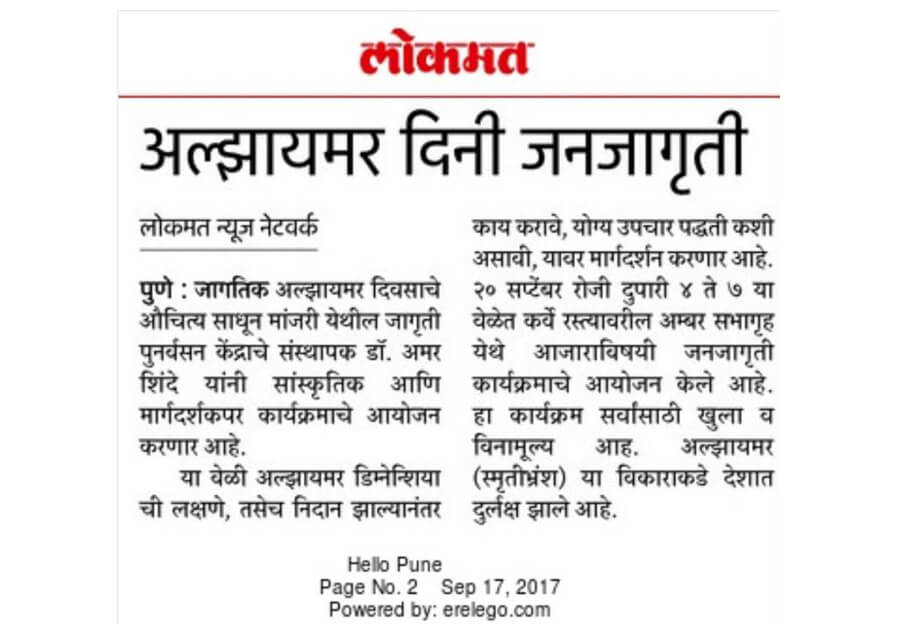 लोकमत
अल्झायमर दिनी जनजागृती
लोकमत न्यूज नेटवर्क
पुणे : जागतिक अल्झायमर दिवसाचे
औचित्य साधून मांजरी येथील जागृती
पुनर्वसन केंद्राचे संस्थापक डॉ. अमर
शिंदे यांनी सांस्कृतिक आणि
मार्गदर्शकपर कार्यक्रमाचे आयोजन
करणार आहे.
या वेळी अल्झायमर डिम्नेन्शिया
ची लक्षणे, तसेच निदान झाल्यानंतर
काय करावे, योग्य उपचार पद्धती कशी
असावी, यावर मार्गदर्शन करणार आहे.
२० सप्टेंबर रोजी दुपारी ४ ते ७ या
वेळेत कर्वे रस्त्यावरील अम्बर सभागृह
येथे आजाराविषयी जनजागृती
कार्यक्रमाचे आयोजन केले आहे.
हा कार्यक्रम सर्वांसाठी खुला व
विनामूल्य आह. अल्झायमर
(स्मृतीभ्रंश) या विकाराकडे देशात
दुर्लक्ष झाले आहे.
Hello Pune
Page No. 2 Sep 17, 2017
Powered by: erelego.com